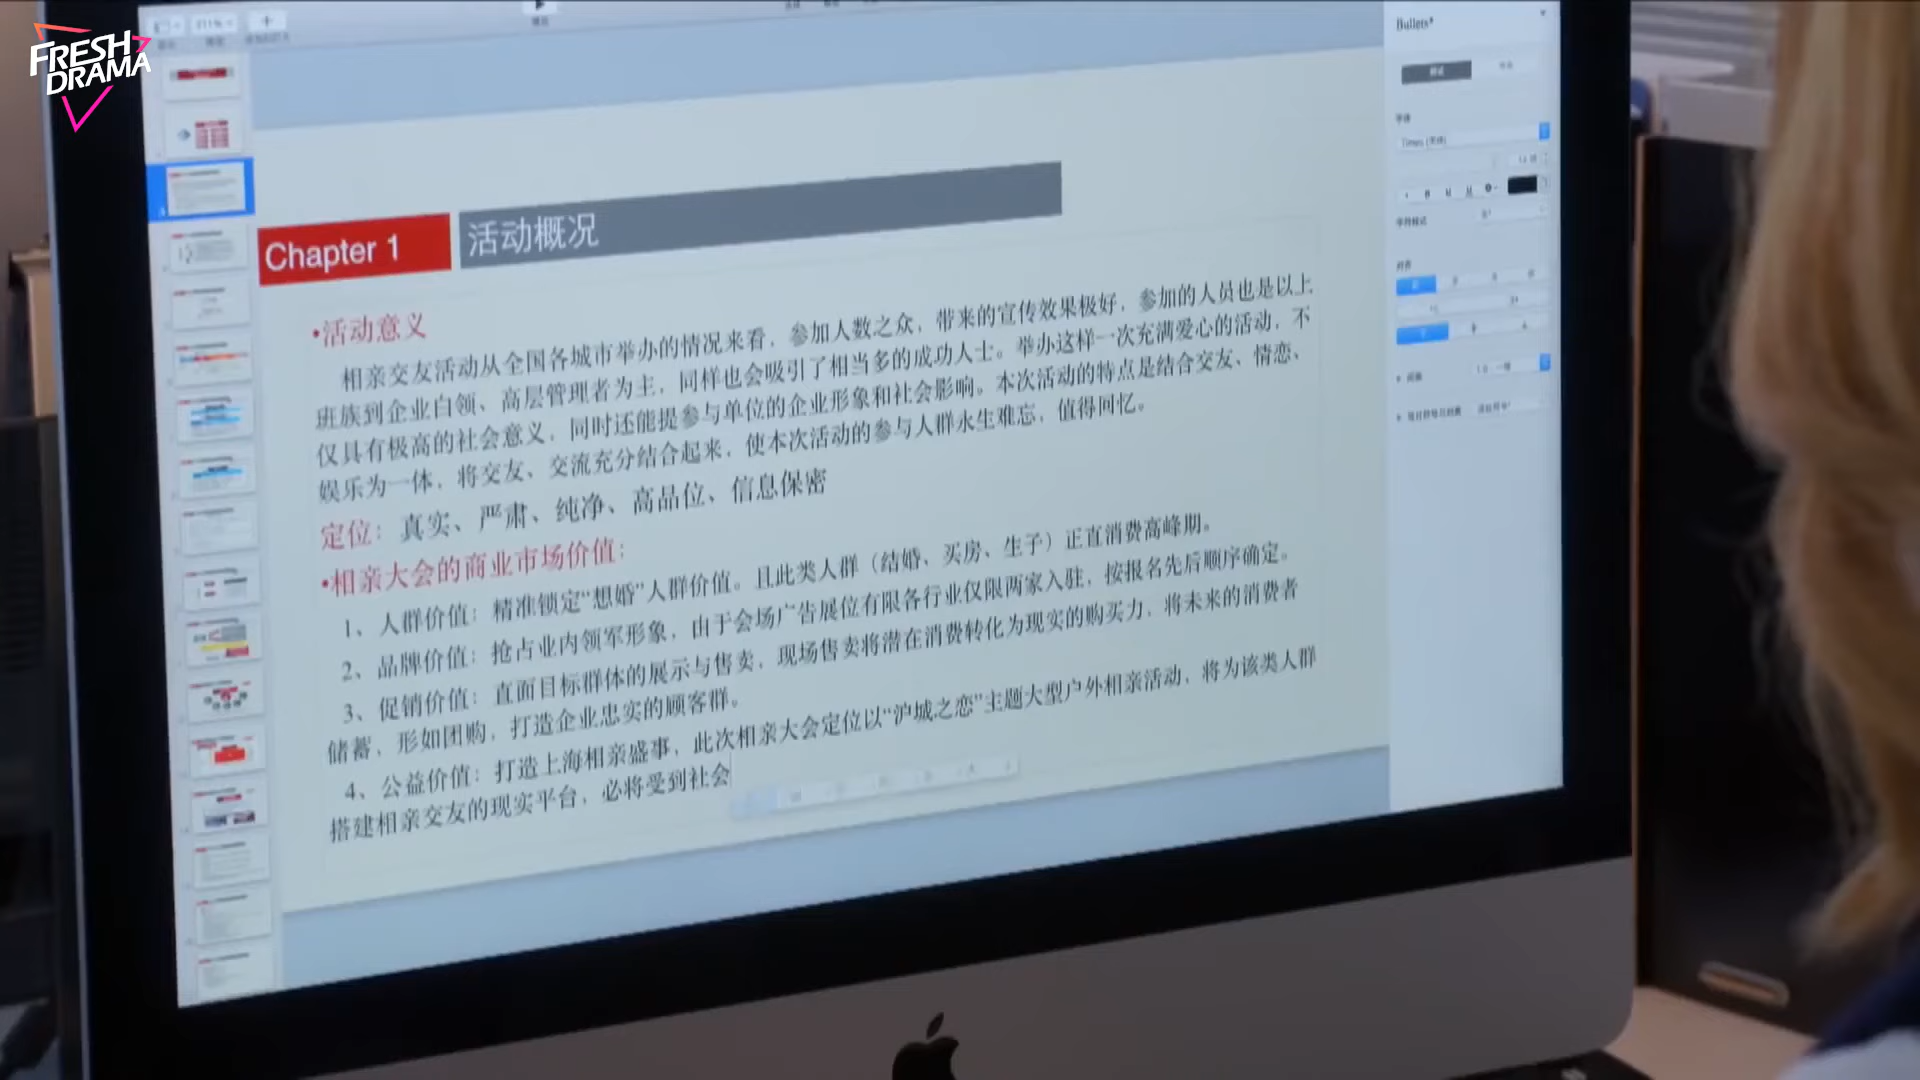 FRESH
DRAMA
Bullets*
Chapter 1
活动概况
•活动意义
相亲交友活动从全国各城市举办的情况来看，参加人数之众，带来的宣传效果极好，参加的人员也是以上
班族到企业白领、高层管理者为主，同样也会吸引了相当多的成功人士。举办这样一次充满爱心的活动，不
仅具有极高的社会意义，同时还能提参与单位的企业形象和社会影响。本次活动的特点是结合交友、情恋、
娱乐为一体，将交友、交流充分结合起来，使本次活动的参与人群永生难忘，值得回忆。
定位：真实、严肃、纯净、高品位、信息保密
•相亲大会的商业市场价值：
1、人群价值：精准锁定“想婚”人群价值。且此类人群（结婚、买房、生子）正直消费高峰期。
2、品牌价值：抢占业内领军形象，由于会场广告展位有限各行业仅限两家入驻，按报名先后顺序确定。
3、促销价值：直面目标群体的展示与售卖，现场售卖将潜在消费转化为现实的购买力，将未来的消费者
储蓄，形如团购，打造企业忠实的顾客群。
4、公益价值：打造上海相亲盛事，此次相亲大会定位以“沪城之恋”主题大型户外相亲活动，将为该类人群
搭建相亲交友的现实平台，必将受到社会